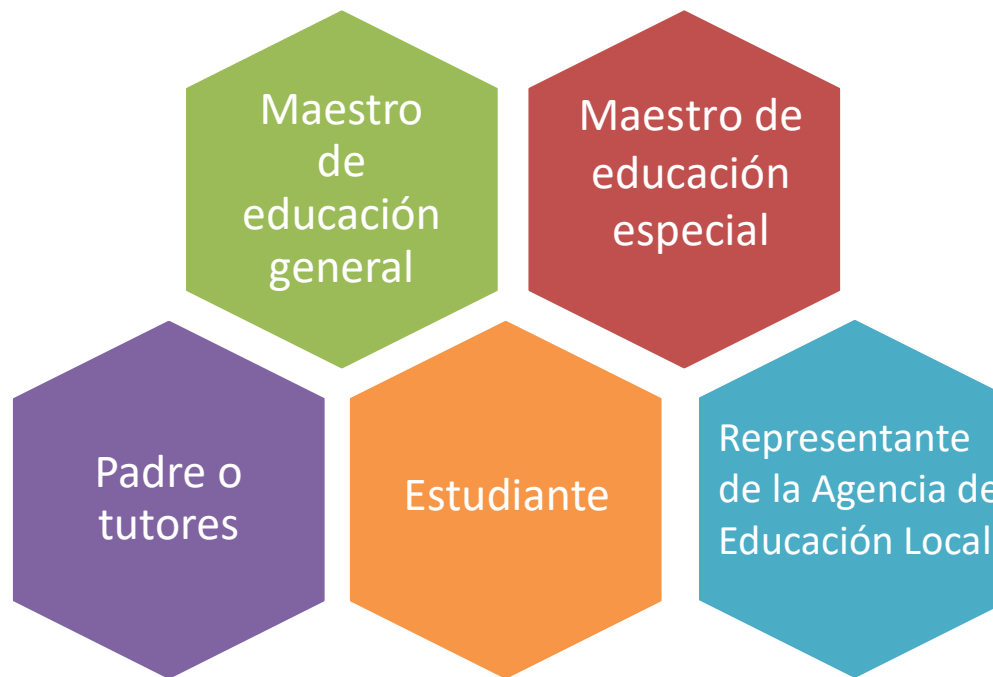 Maestro
de
educación
general
Maestro de
educación
especial
Padre o
tutores
Estudiante
Representante
de la Agencia de
Educación Local